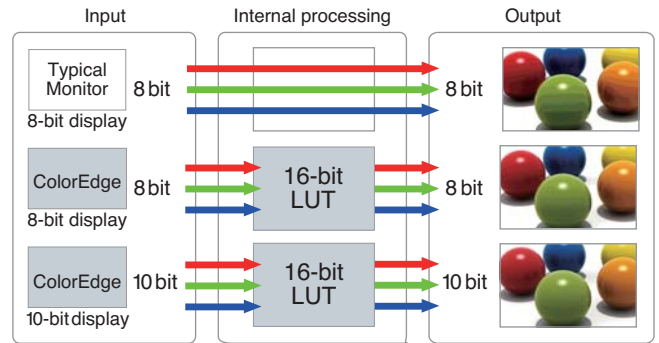 Input
Internal processing
Output
Typical
Monitor
8-bit display
8 bit
8 bit
ColorEdge
8-bit display
8 bit
16-bit
LUT
8 bit
ColorEdge
10-bit display
10 bit
16-bit
LUT
10 bit